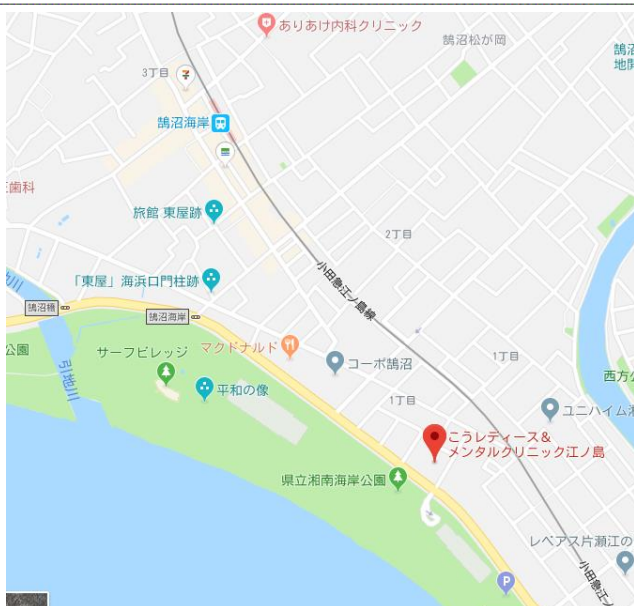 ありあけ内科クリニック
鵠沼松が岡
鵠沼
地開
3丁目
鵠沼海岸
歯科
旅館 東屋跡
2丁目
「東屋」海浜口門柱跡
小田急江ノ島線
鵠沼橋
鵠沼海岸
公園
サーフビレッジ
マクドナルド
コーポ鵠沼
1丁目
引地川
平和の像
1丁目
西方公
ユニハイム湘
こうレディース&
メンタルクリニック江ノ島
県立湘南海岸公園
レベアス片瀬江の
小田急江ノ
P